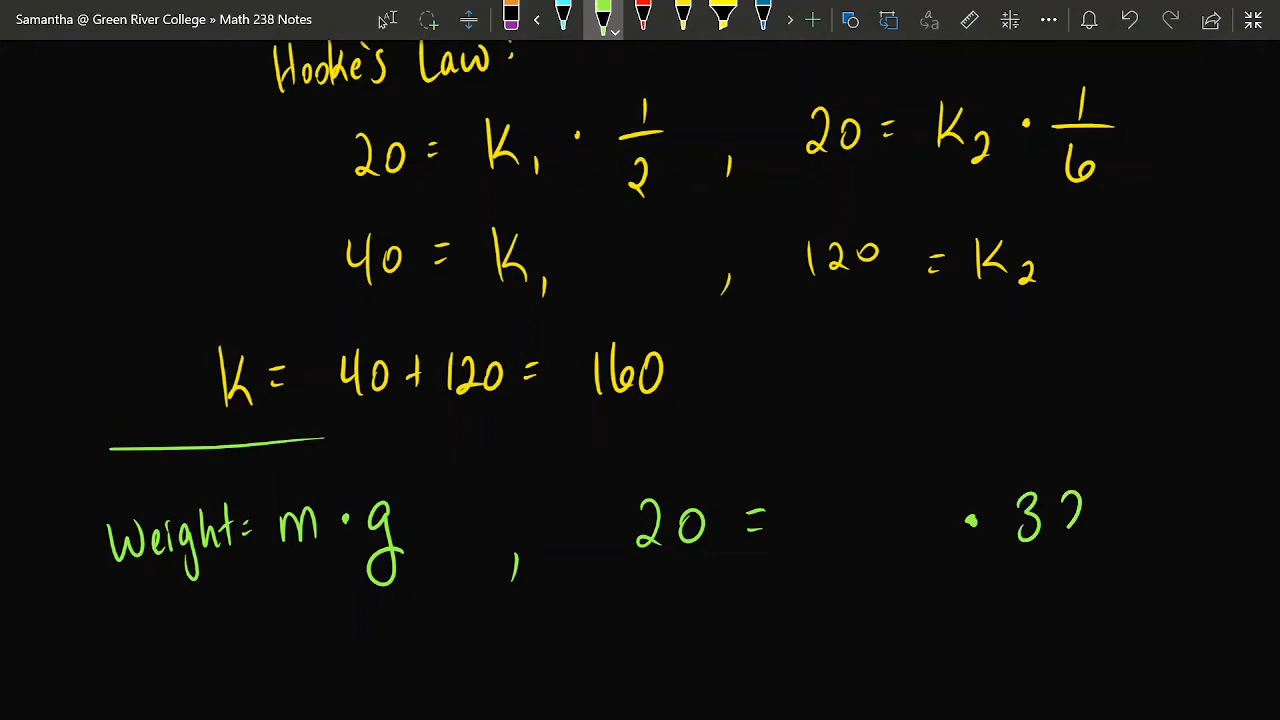 Samantha @ Green River College » Math 238 Notes
Hooke's Law:
20 = K₁ · 1/2 , 20 = K₂ · 1/6
40 = K₁ , 120 = K₂
K = 40 + 120 = 160
Weight = m · g , 20 = · 32